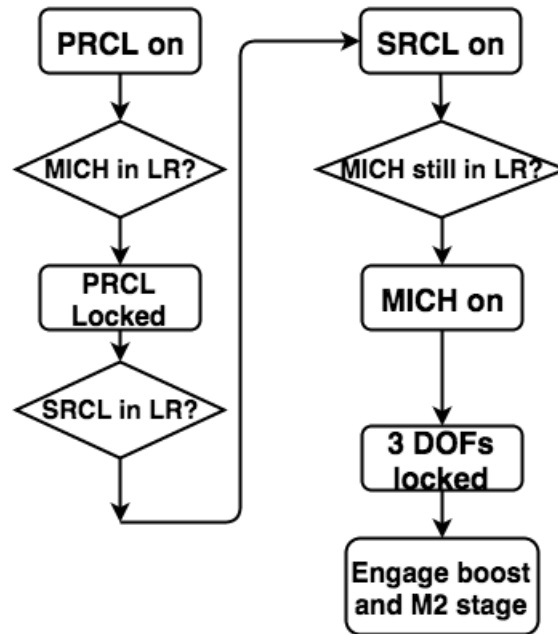 PRCL on
MICH in LR?
PRCL
Locked
SRCL in LR?
SRCL on
MICH still in LR?
MICH on
3 DOFs
locked
Engage boost
and M2 stage